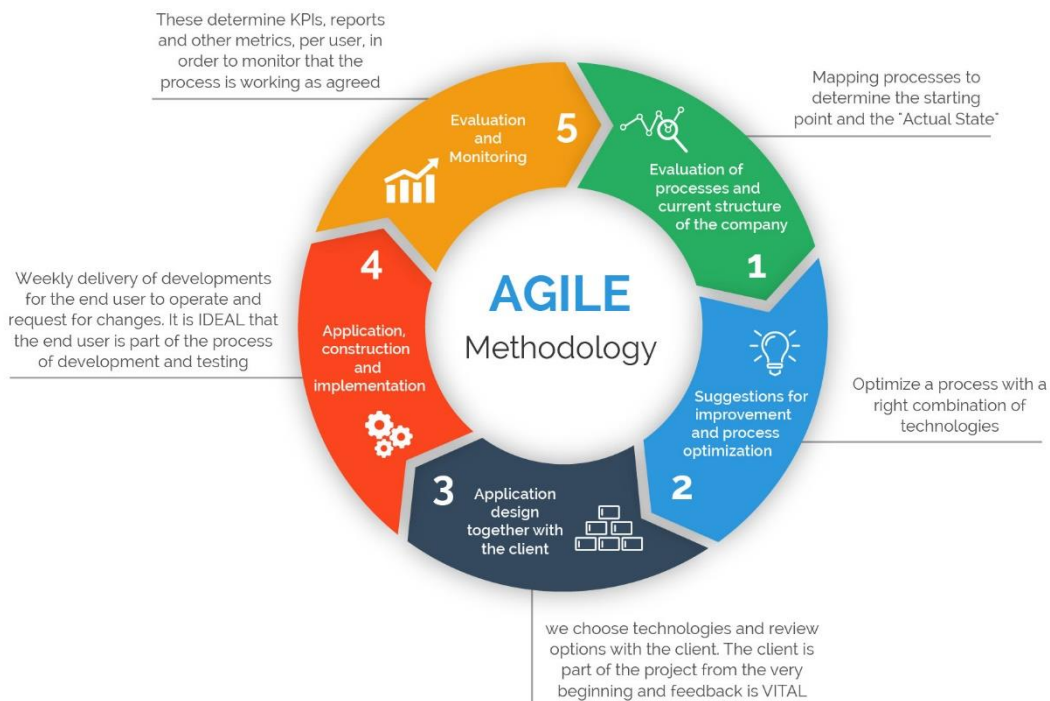 These determine KPIs, reports
and other metrics, per user, in
order to monitor that the
process is working as agreed
Mapping processes to
determine the starting
point and the "Actual State"
Evaluation
and
Monitoring
5
Evaluation of
processes and
current structure
of the company
1
AGILE
Methodology
4
Application,
construction
and
implementation
Weekly delivery of developments
for the end user to operate and
request for changes. It is IDEAL that
the end user is part of the process
of development and testing
Suggestions for
improvement
and process
optimization
2
Optimize a process with a
right combination of
technologies
3
Application
design
together with
the client
we choose technologies and review
options with the client. The client is
part of the project from the very
beginning and feedback is VITAL